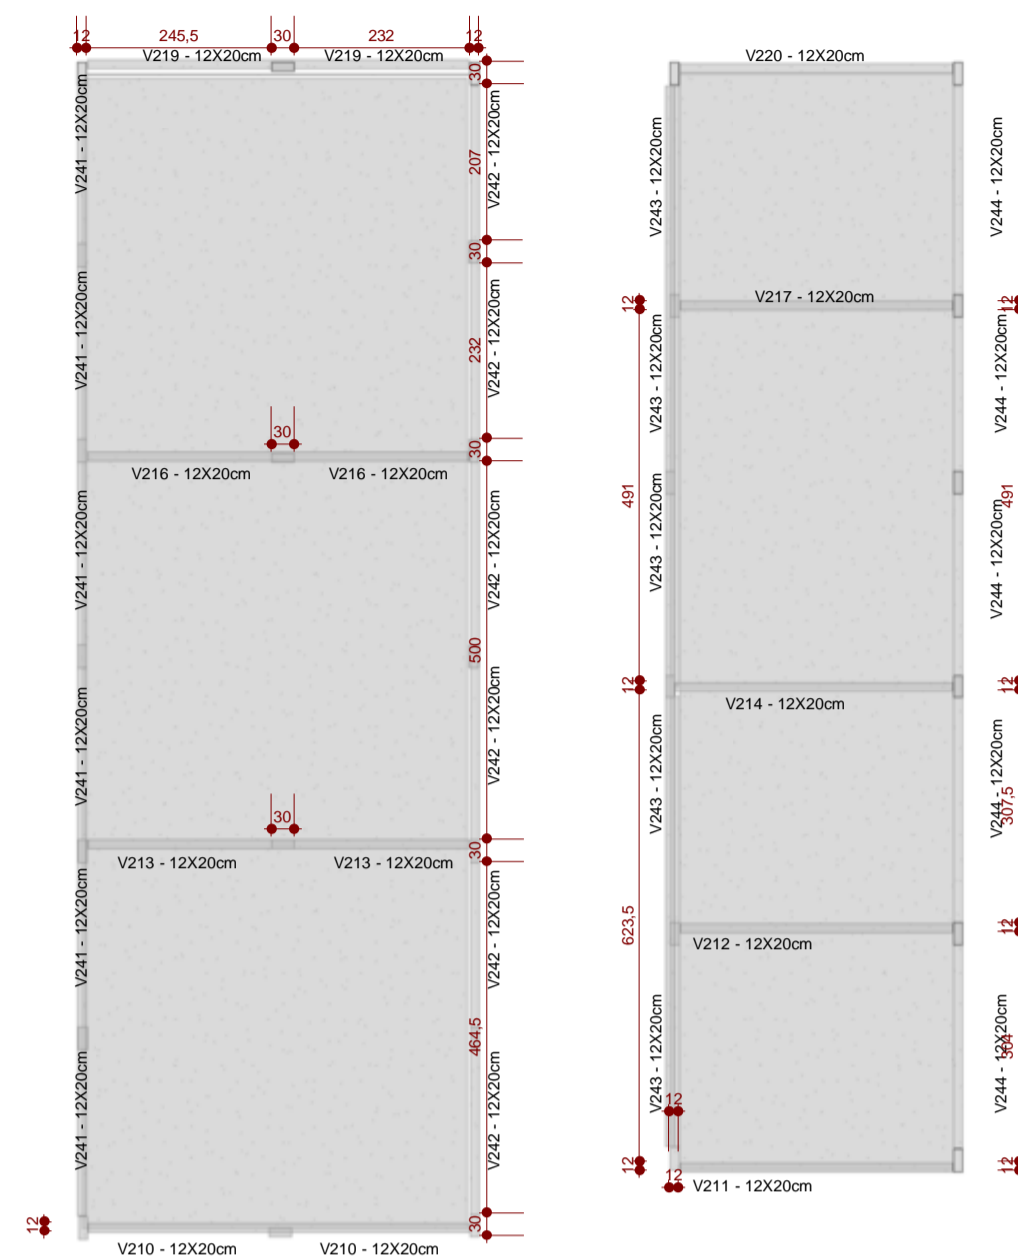 12
245,5
30
232
12
V219 - 12X20cm
V219 - 12X20cm
30
V241 - 12X20cm
207
V242 - 12X20cm
30
V241 - 12X20cm
232
V242 - 12X20cm
30
30
V216 - 12X20cm
V216 - 12X20cm
V241 - 12X20cm
V242 - 12X20cm
500
V241 - 12X20cm
V242 - 12X20cm
30
30
V213 - 12X20cm
V213 - 12X20cm
V241 - 12X20cm
V242 - 12X20cm
464,5
V241 - 12X20cm
V242 - 12X20cm
12
30
V210 - 12X20cm
V210 - 12X20cm
V220 - 12X20cm
V243 - 12X20cm
V244 - 12X20cm
12
V217 - 12X20cm
12
V243 - 12X20cm
V244 - 12X20cm
491
V243 - 12X20cm
491
V244 - 12X20cm
12
12
V214 - 12X20cm
V243 - 12X20cm
V244 - 12X20cm
307,5
623,5
12
V212 - 12X20cm
V243 - 12X20cm
V244 - 12X20cm
304
12
12
12
12
V211 - 12X20cm